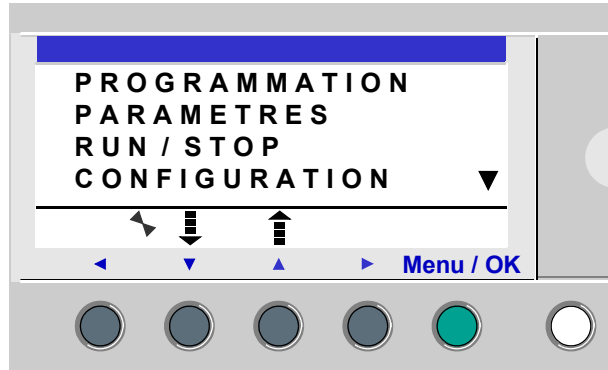 PROGRAMMATION
PARAMETRES
RUN / STOP
CONFIGURATION
Menu / OK